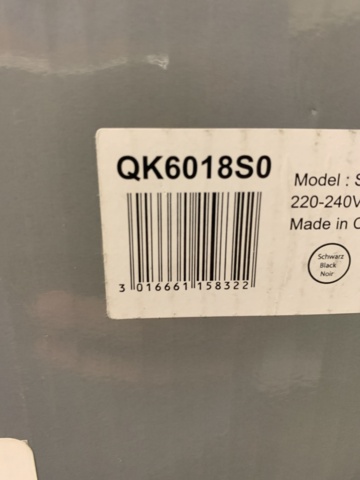 QK6018S0
Model : S
220-240V
Made in C
Schwarz
Black
Noir
3 016661 158322